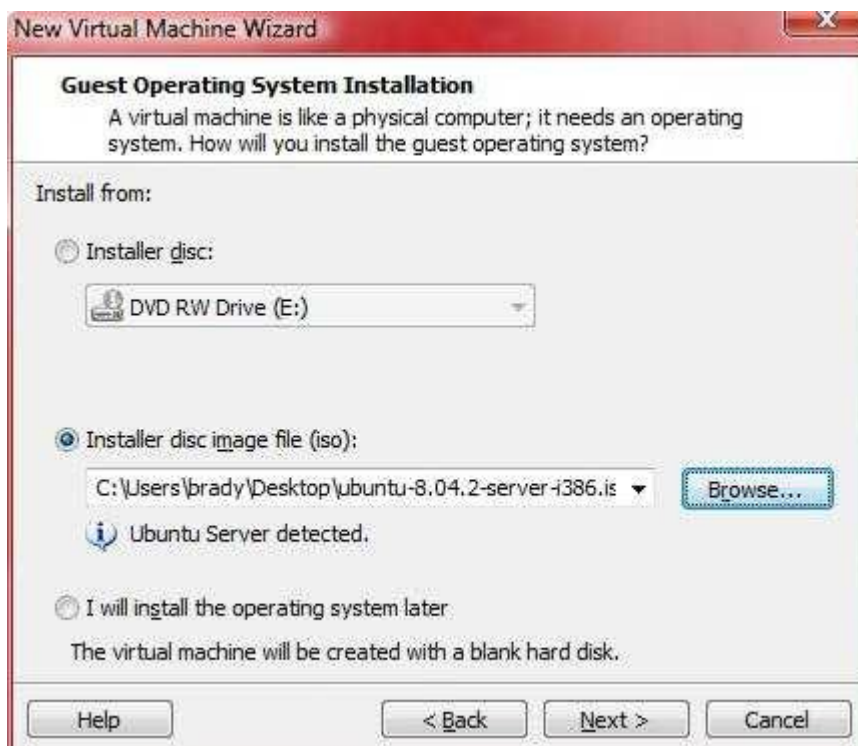 New Virtual Machine Wizard
Guest Operating System Installation
A virtual machine is like a physical computer; it needs an operating
system. How will you install the guest operating system?
Install from:
Installer disc:
DVD RW Drive (E:)
Installer disc image file (iso):
C:\Users\brady\Desktop\ubuntu-8.04.2-server-i386.is Browse...
Ubuntu Server detected.
I will install the operating system later
The virtual machine will be created with a blank hard disk.
Help < Back Next > Cancel